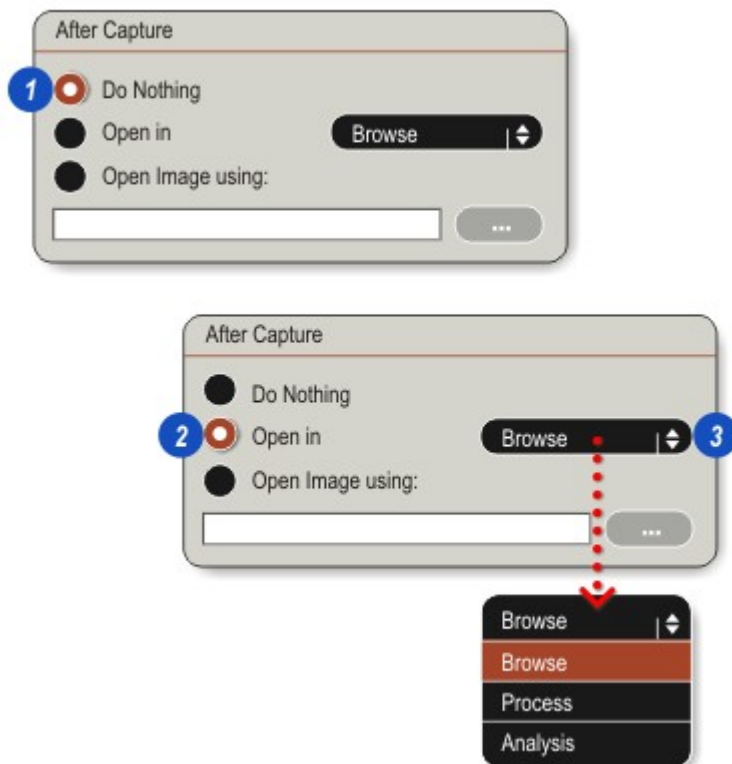 After Capture
1 Do Nothing
Open in Browse
Open Image using:
...
After Capture
Do Nothing
2 Open in Browse 3
Open Image using:
...
Browse
Browse
Process
Analysis